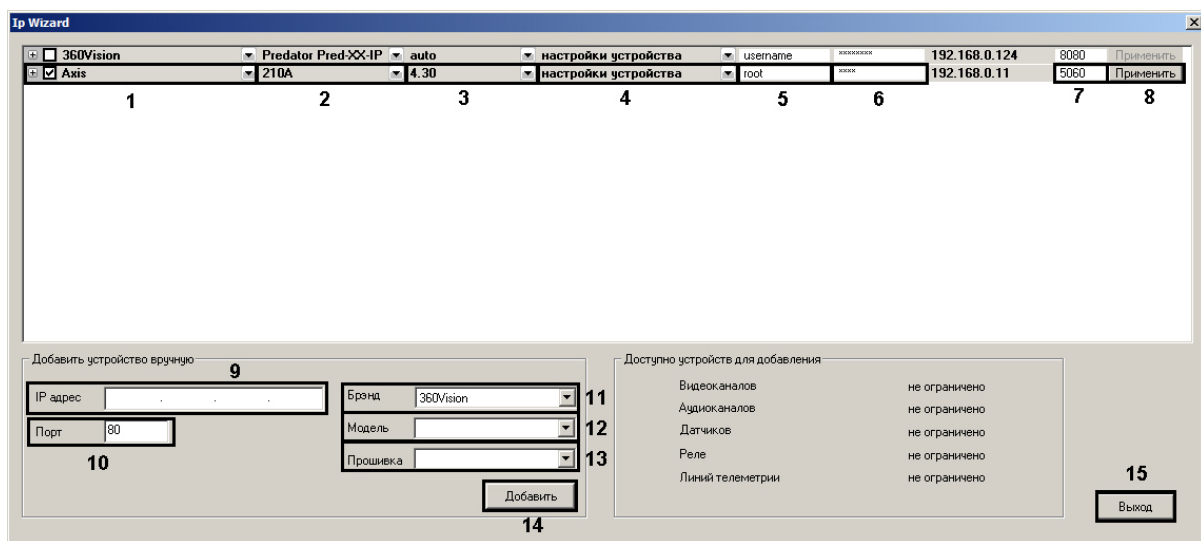 Ip Wizard
360Vision Predator Pred-XX-IP auto настройки устройства username xxxxxxxx 192.168.0.124 8080 Применить
Axis 210A 4.30 настройки устройства root xxxx 192.168.0.11 5060 Применить
1 2 3 4 5 6 7 8
Добавить устройство вручную
9
IP адрес . . .
Порт 80
10
Брэнд 360Vision 11
Модель 12
Прошивка 13
Добавить
14
Доступно устройств для добавления
Видеоканалов не ограничено
Аудиоканалов не ограничено
Датчиков не ограничено
Реле не ограничено
Линий телеметрии не ограничено
15
Выход